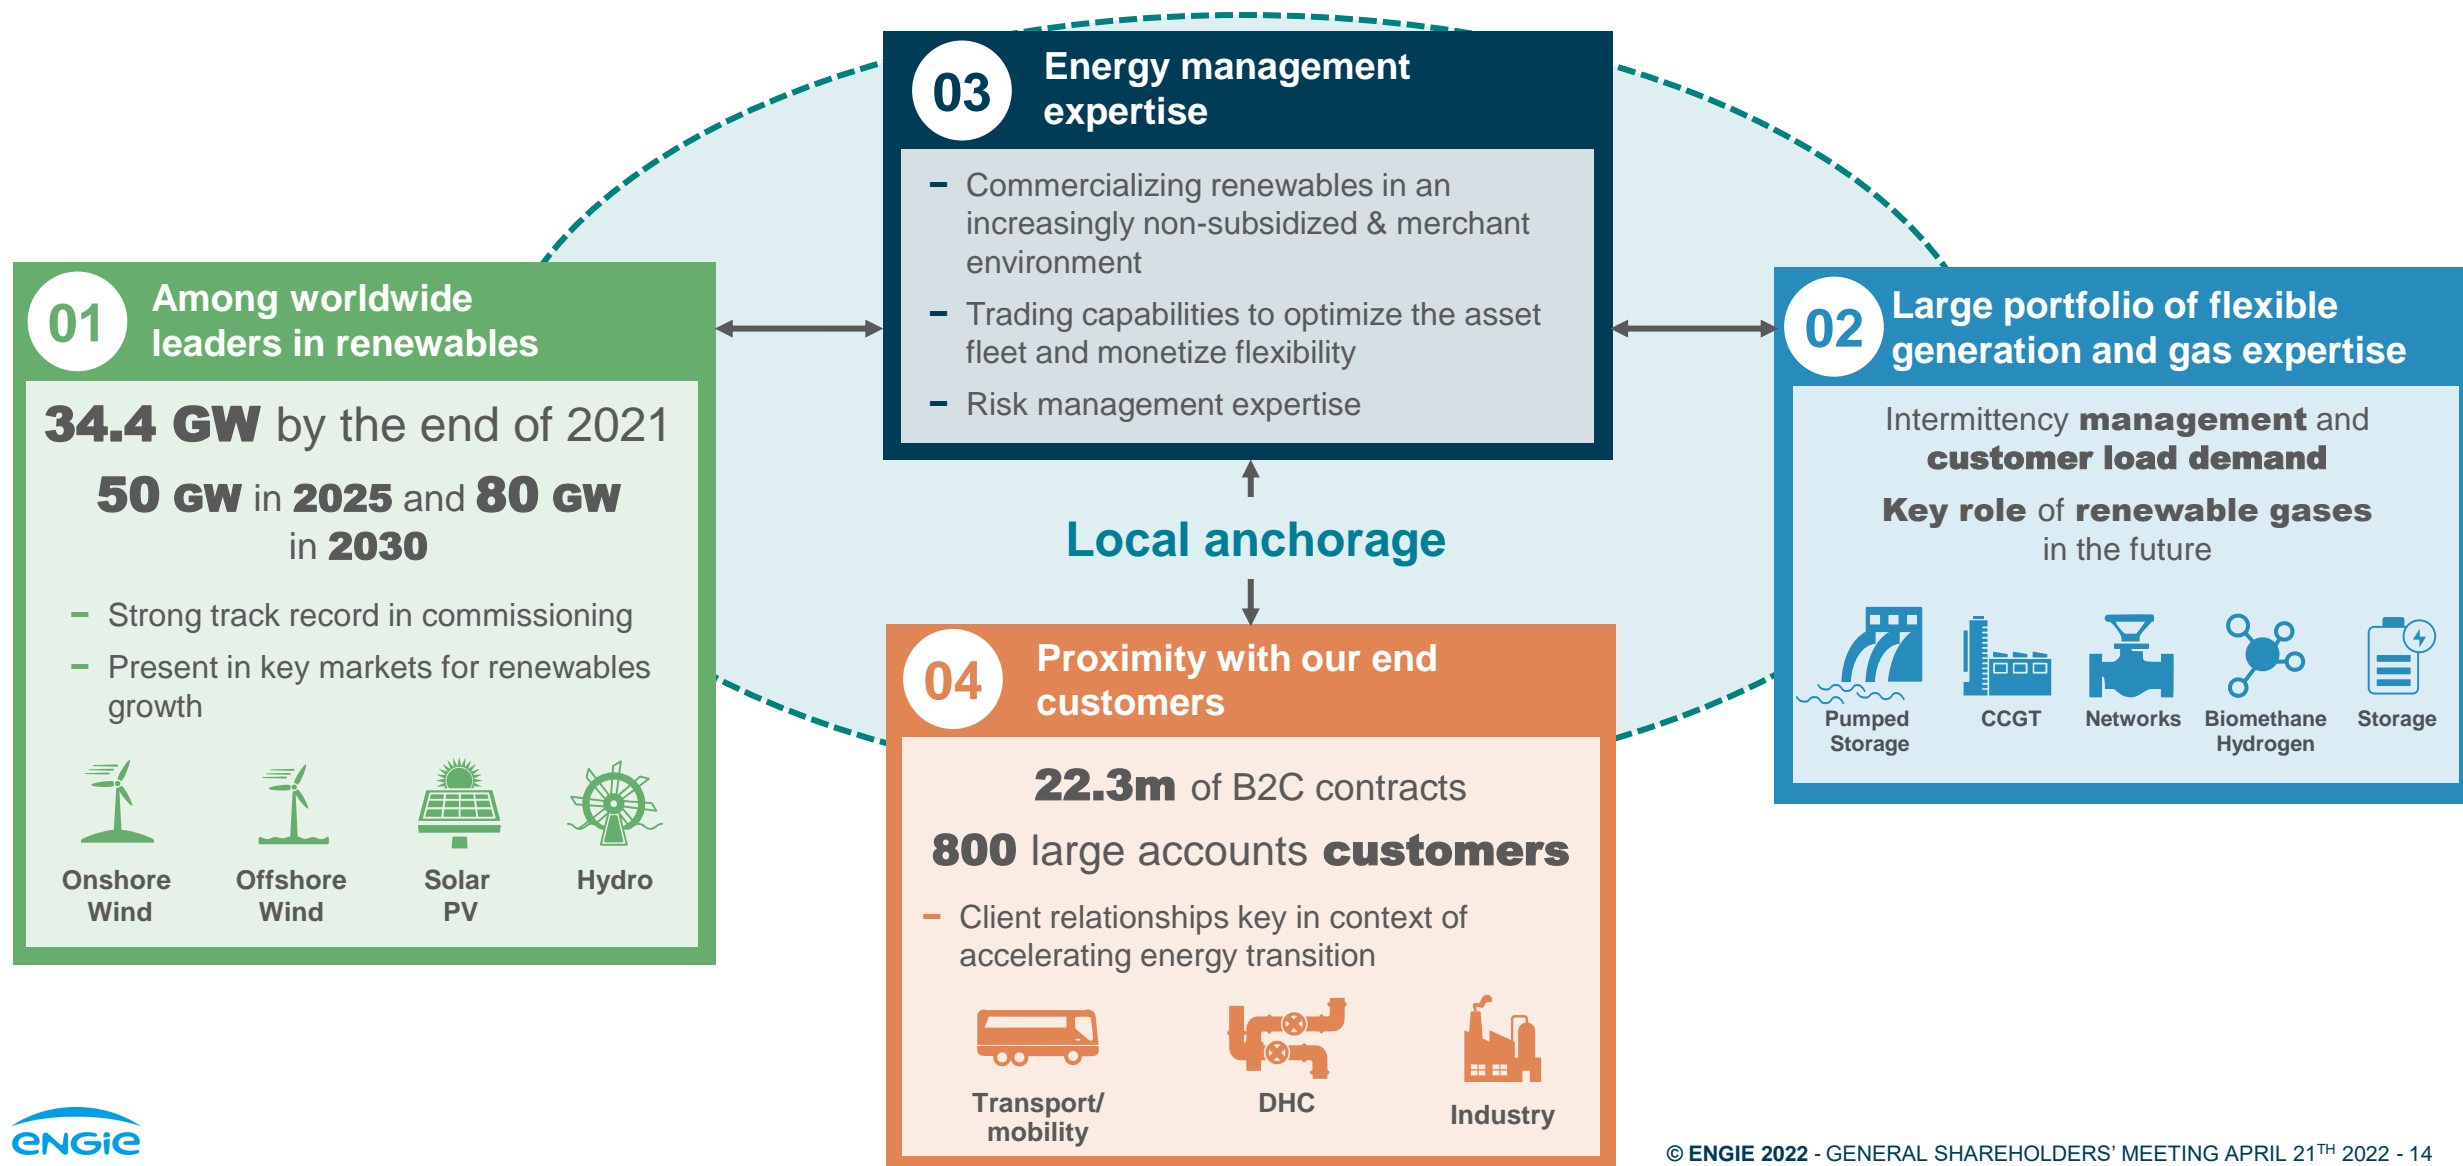 03
Energy management
expertise
– Commercializing renewables in an
increasingly non-subsidized & merchant
environment
– Trading capabilities to optimize the asset
fleet and monetize flexibility
– Risk management expertise
01
Among worldwide
leaders in renewables
34.4 GW by the end of 2021
50 GW in 2025 and 80 GW
in 2030
– Strong track record in commissioning
– Present in key markets for renewables
growth
Onshore
Wind
Offshore
Wind
Solar
PV
Hydro
Local anchorage
02
Large portfolio of flexible
generation and gas expertise
Intermittency management and
customer load demand
Key role of renewable gases
in the future
Pumped
Storage
CCGT
Networks
Biomethane
Hydrogen
Storage
04
Proximity with our end
customers
22.3m of B2C contracts
800 large accounts customers
– Client relationships key in context of
accelerating energy transition
Transport/
mobility
DHC
Industry
ENGIE
© ENGIE 2022 - GENERAL SHAREHOLDERS' MEETING APRIL 21TH 2022 - 14